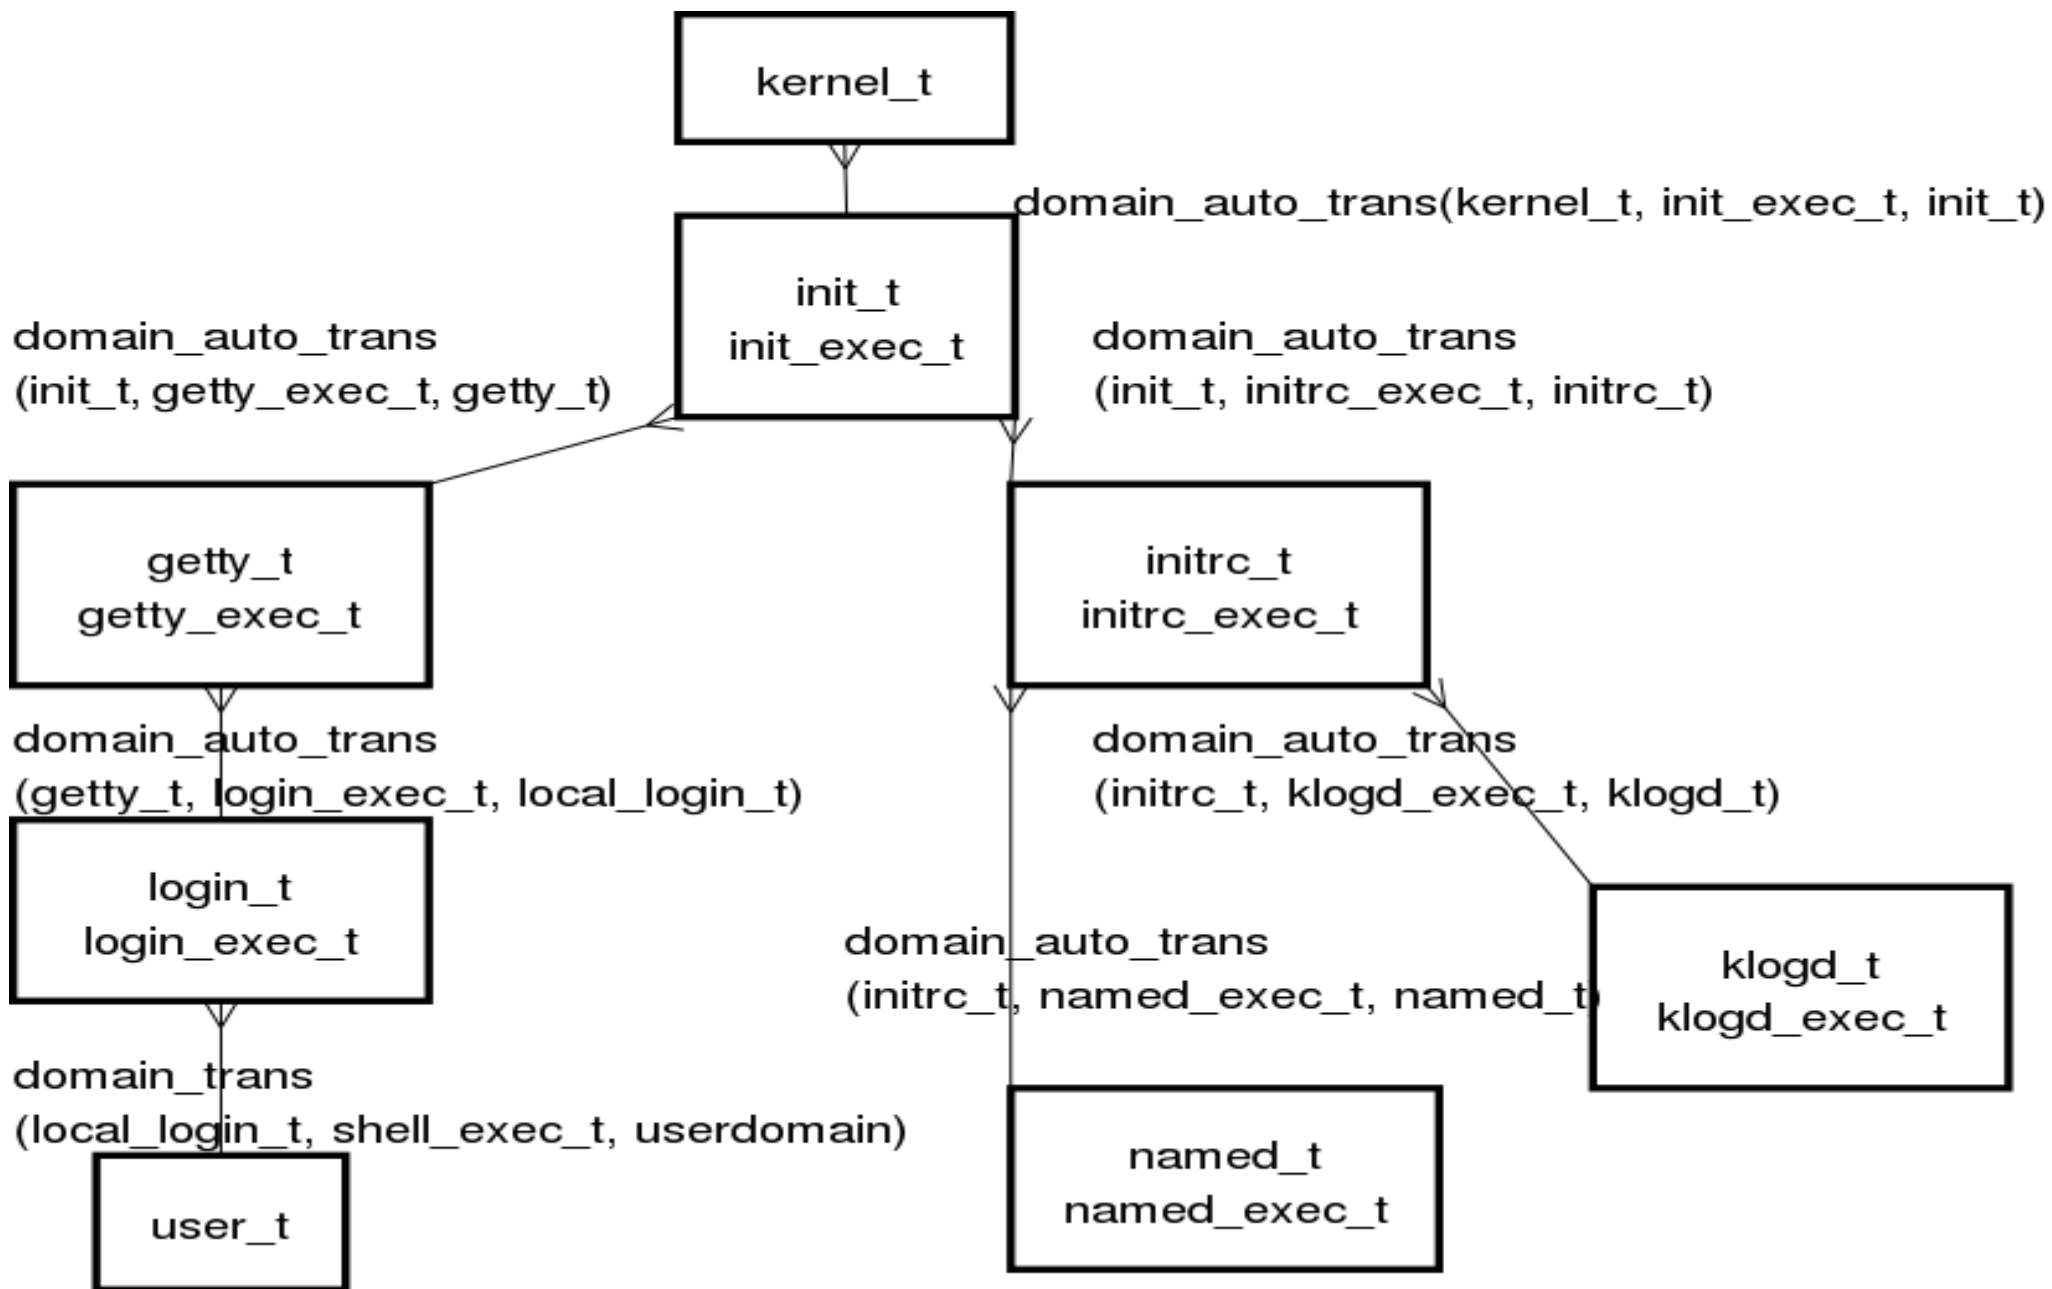 kernel_t
domain_auto_trans(kernel_t, init_exec_t, init_t)
init_t
init_exec_t
domain_auto_trans
(init_t, getty_exec_t, getty_t)
domain_auto_trans
(init_t, initrc_exec_t, initrc_t)
getty_t
getty_exec_t
initrc_t
initrc_exec_t
domain_auto_trans
(getty_t, login_exec_t, local_login_t)
domain_auto_trans
(initrc_t, klogd_exec_t, klogd_t)
login_t
login_exec_t
domain_auto_trans
(initrc_t, named_exec_t, named_t)
klogd_t
klogd_exec_t
domain_trans
(local_login_t, shell_exec_t, userdomain)
user_t
named_t
named_exec_t